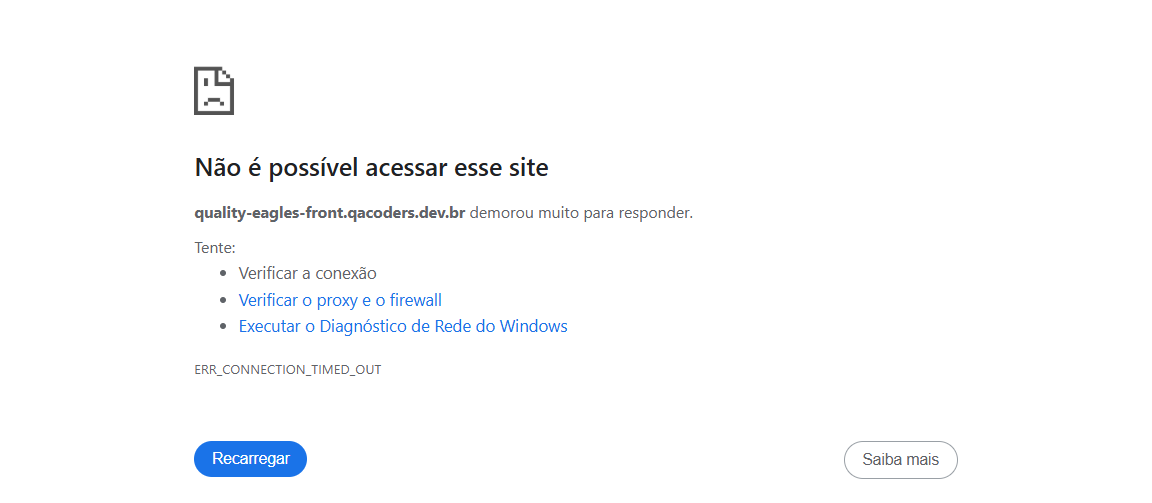 Não é possível acessar esse site
quality-eagles-front.qacoders.dev.br demorou muito para responder.
Tente:
• Verificar a conexão
• Verificar o proxy e o firewall
• Executar o Diagnóstico de Rede do Windows
ERR_CONNECTION_TIMED_OUT
Recarregar
Saiba mais